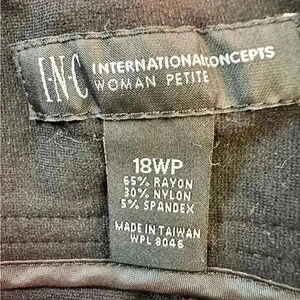 I·N·C INTERNATIONAL CONCEPTS
WOMAN PETITE
18WP
65% RAYON
30% NYLON
5% SPANDEX
MADE IN TAIWAN
WPL 8046